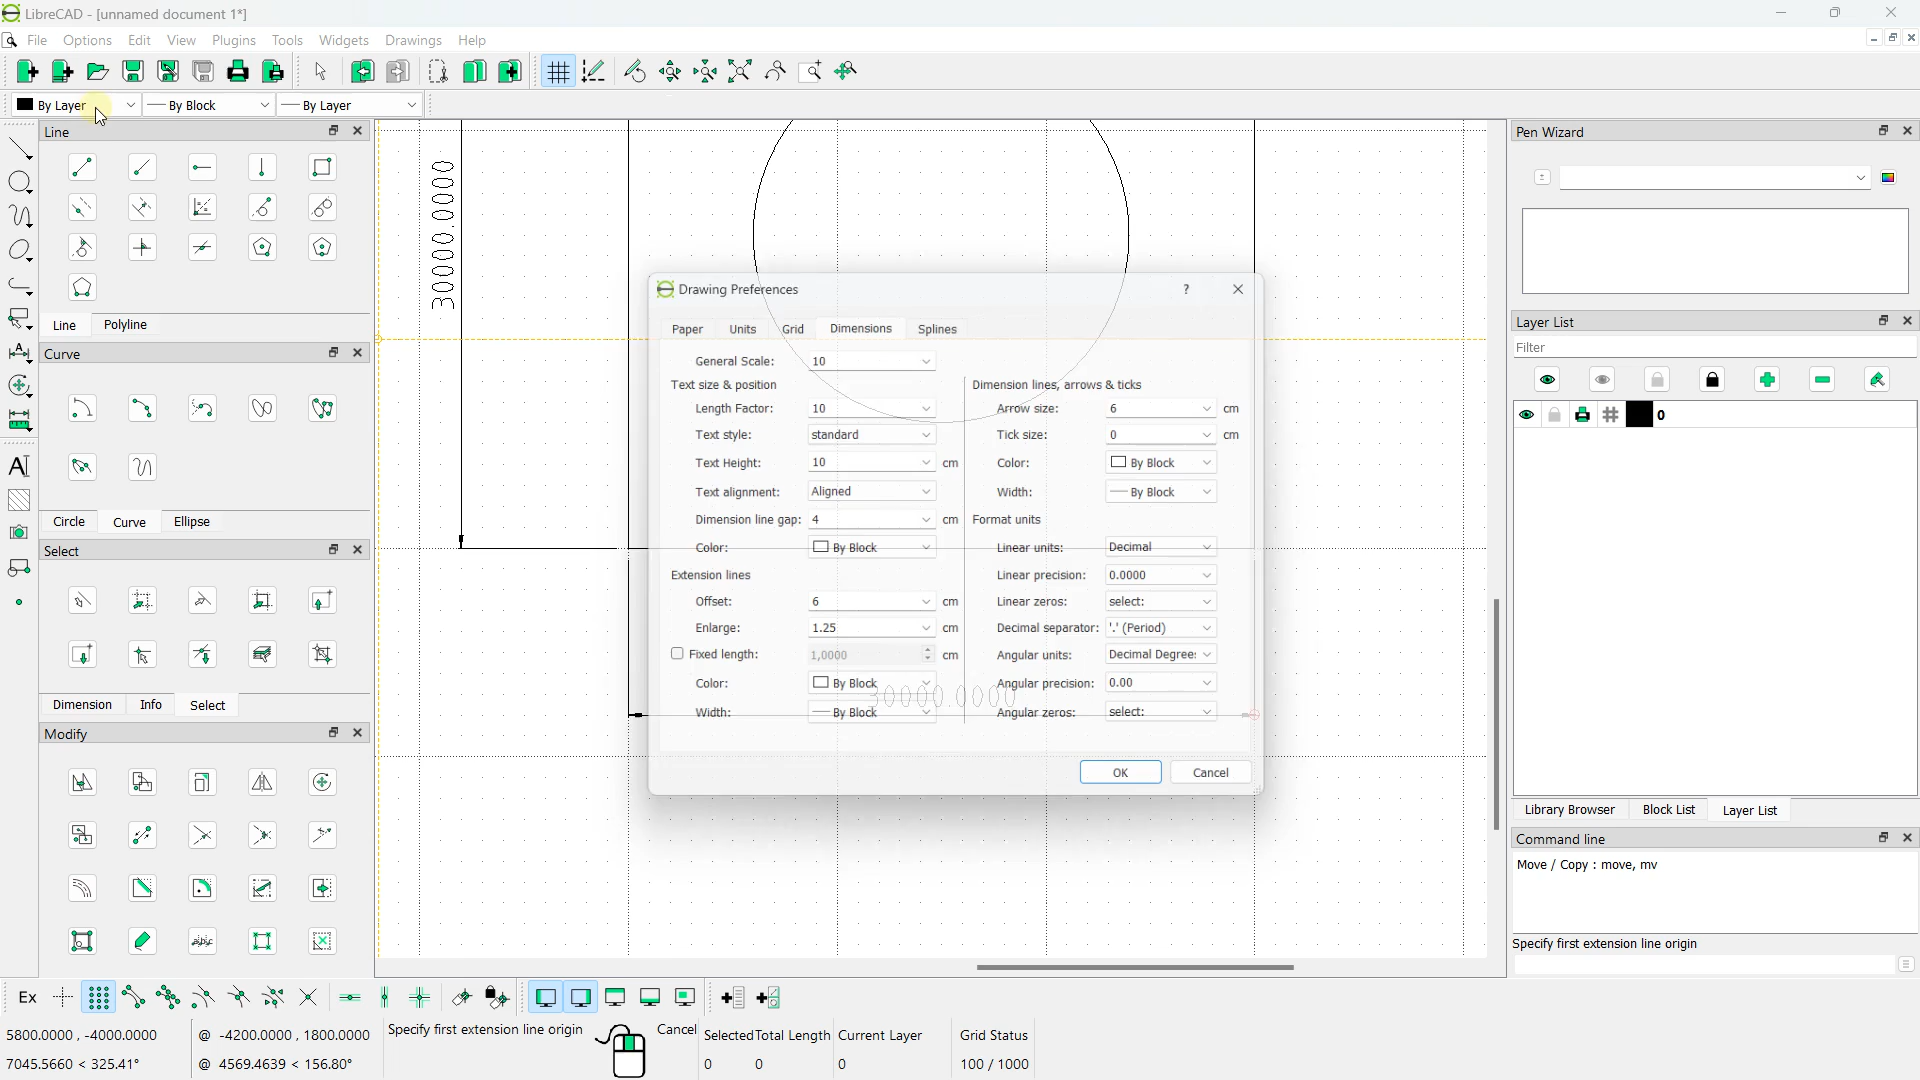 LibreCAD - [unnamed document 1*]
File Options Edit View Plugins Tools Widgets Drawings Help
By Layer By Block By Layer
Line
Line Polyline
Curve
Circle Curve Ellipse
Select
Dimension Info Select
Modify
30000.0000
Drawing Preferences ?
Paper Units Grid Dimensions Splines
General Scale: 10
Text size & position
Length Factor: 10
Text style: standard
Text Height: 10 cm
Text alignment: Aligned
Dimension line gap: 4 cm
Color: By Block
Extension lines
Offset: 6 cm
Enlarge: 1.25 cm
Fixed length: 1,0000 cm
Color: By Block
Width: By Block
Dimension lines, arrows & ticks
Arrow size: 6 cm
Tick size: 0 cm
Color: By Block
Width: By Block
Format units
Linear units: Decimal
Linear precision: 0.0000
Linear zeros: select:
Decimal separator: '.' (Period)
Angular units: Decimal Degree:
Angular precision: 0.00
Angular zeros: select:
30000.0000
OK Cancel
Pen Wizard
Layer List
Filter
0
Library Browser Block List Layer List
Command line
Move / Copy : move, mv
Specify first extension line origin
Ex
5800.0000 , -4000.0000
7045.5660 < 325.41°
@ -4200.0000 , 1800.0000
@ 4569.4639 < 156.80°
Specify first extension line origin
Cancel
Selected Total Length Current Layer Grid Status
0 0 0 100 / 1000